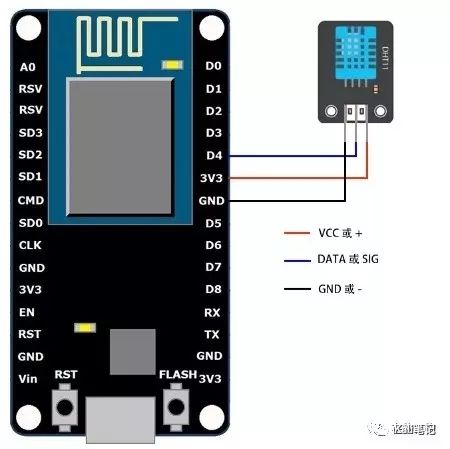 A0
RSV
RSV
SD3
SD2
SD1
CMD
SD0
CLK
GND
3V3
EN
RST
GND
Vin
D0
D1
D2
D3
D4
3V3
GND
D5
D6
D7
D8
RX
TX
GND
3V3
RST
FLASH
DHT11
VCC 或 +
DATA 或 SIG
GND 或 -